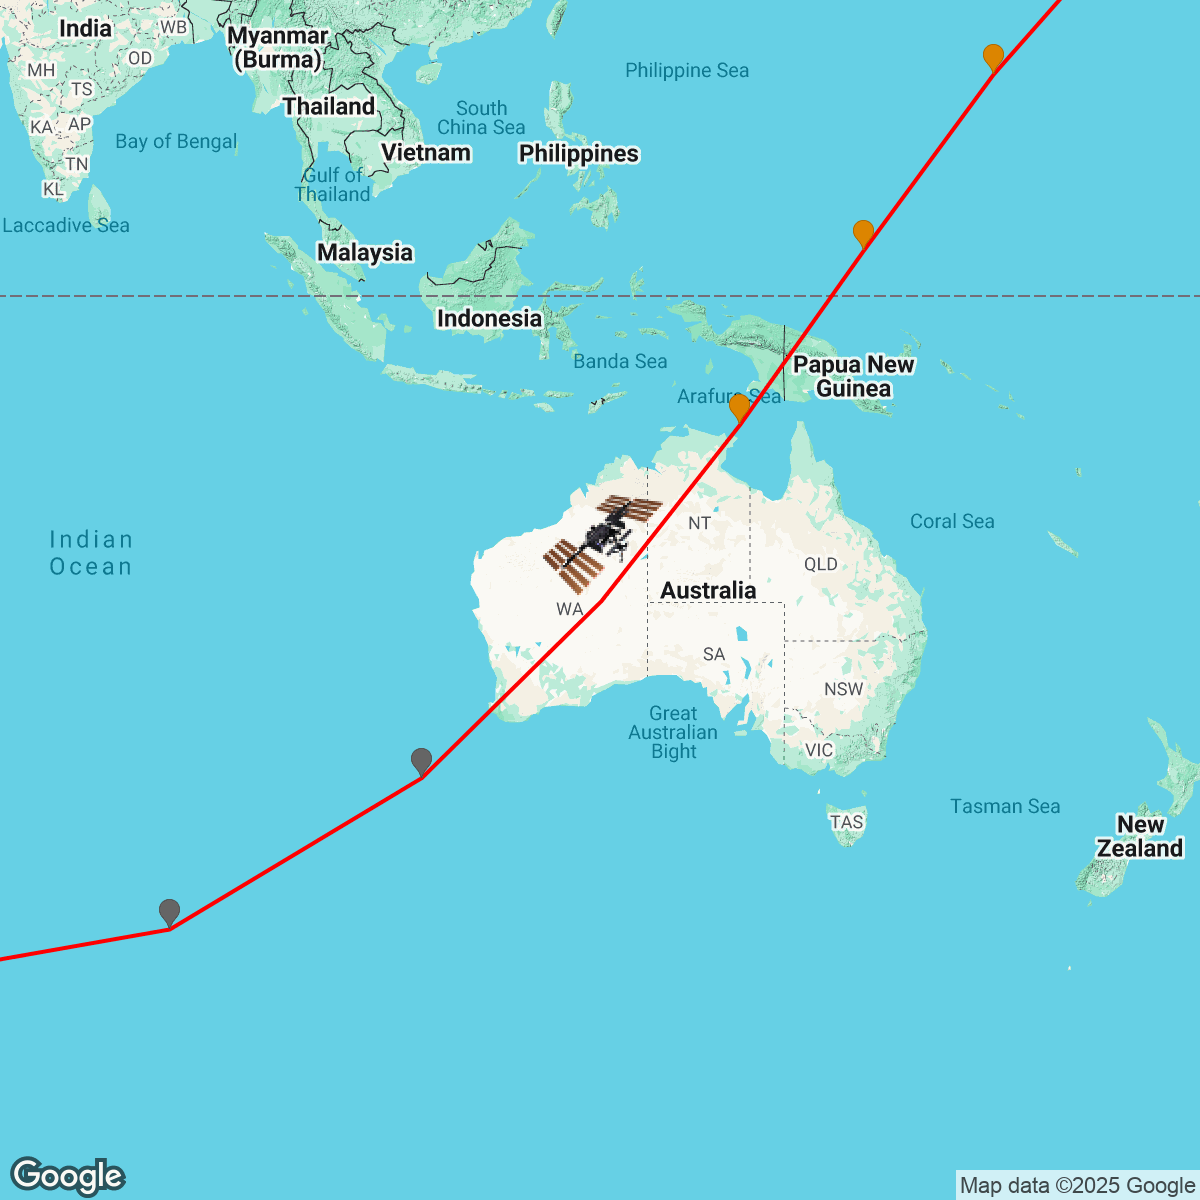 India
WB
Myanmar
(Burma)
OD
MH
TS
Philippine Sea
Thailand
South
China Sea
KA
AP
Bay of Bengal
Vietnam
Philippines
TN
KL
Gulf of
Thailand
Laccadive Sea
Malaysia
Indonesia
Banda Sea
Papua New
Guinea
Arafura Sea
Indian
Ocean
NT
Coral Sea
QLD
Australia
WA
SA
NSW
Great
Australian
Bight
VIC
Tasman Sea
TAS
New
Zealand
Google
Map data ©2025 Google